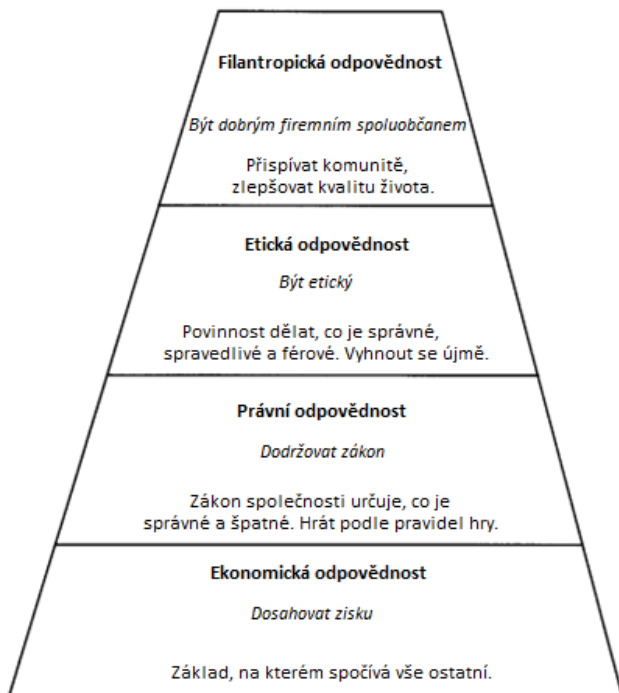 Filantropická odpovědnost
Být dobrým firemním spoluobčanem
Přispívat komunitě,
zlepšovat kvalitu života.
Etická odpovědnost
Být etický
Povinnost dělat, co je správné,
spravedlivé a férové. Vyhnout se újmě.
Právní odpovědnost
Dodržovat zákon
Zákon společnosti určuje, co je
správné a špatné. Hrát podle pravidel hry.
Ekonomická odpovědnost
Dosahovat zisku
Základ, na kterém spočívá vše ostatní.